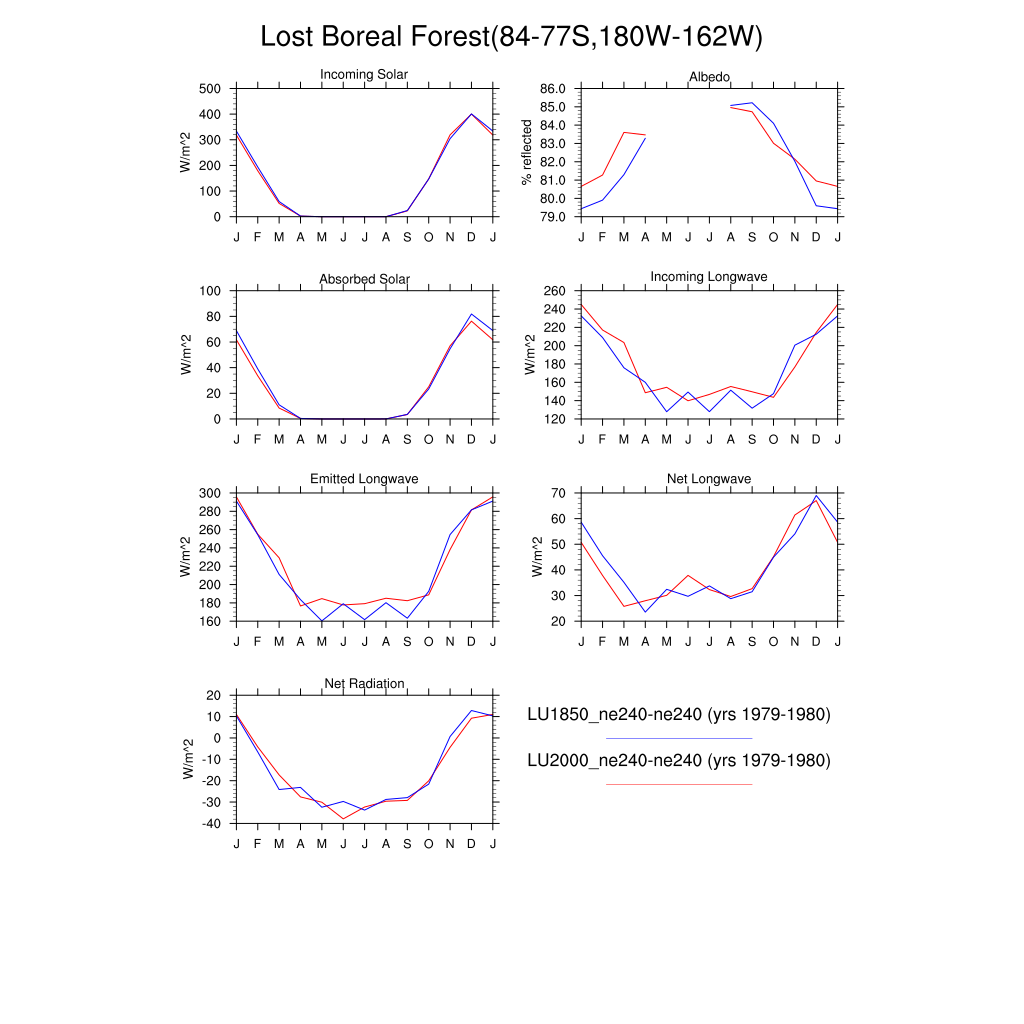 Lost Boreal Forest(84-77S,180W-162W)
Incoming Solar
W/m^2
500
400
300
200
100
0
J F M A M J J A S O N D J
Albedo
% reflected
86.0
85.0
84.0
83.0
82.0
81.0
80.0
79.0
J F M A M J J A S O N D J
Absorbed Solar
W/m^2
100
80
60
40
20
0
J F M A M J J A S O N D J
Incoming Longwave
W/m^2
260
240
220
200
180
160
140
120
J F M A M J J A S O N D J
Emitted Longwave
W/m^2
300
280
260
240
220
200
180
160
J F M A M J J A S O N D J
Net Longwave
W/m^2
70
60
50
40
30
20
J F M A M J J A S O N D J
Net Radiation
W/m^2
20
10
0
-10
-20
-30
-40
J F M A M J J A S O N D J
LU1850_ne240-ne240 (yrs 1979-1980)
LU2000_ne240-ne240 (yrs 1979-1980)